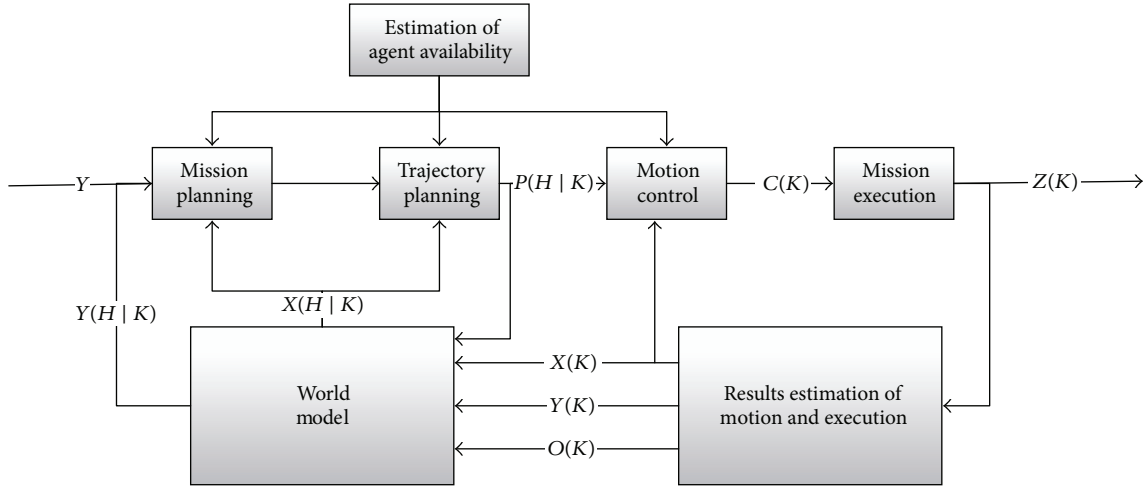 Estimation of
agent availability
Y
Mission
planning
Trajectory
planning
P(H | K)
Motion
control
C(K)
Mission
execution
Z(K)
Y(H | K)
X(H | K)
World
model
X(K)
Y(K)
O(K)
Results estimation of
motion and execution